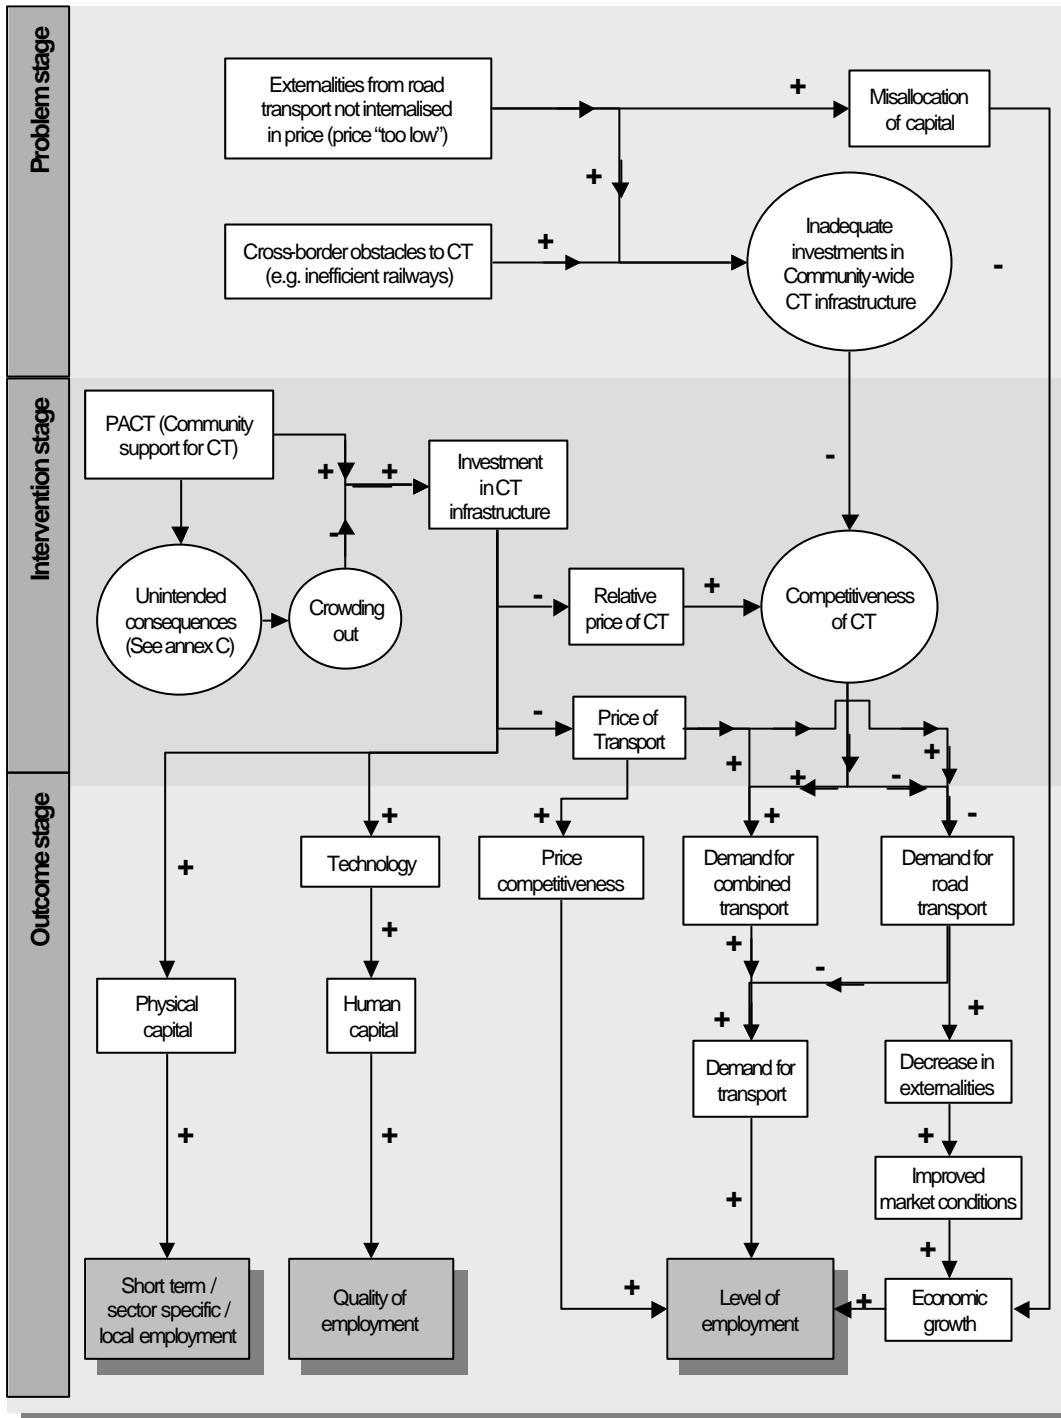 Problem stage
Externalities from road
transport not internalised
in price (price “too low”)
+
Misallocation
of capital
+
Cross-border obstacles to CT
(e.g. inefficient railways)
+
Inadequate
investments in
Community-wide
CT infrastructure
-
Intervention stage
PACT (Community
support for CT)
+
+
Investment
in CT
infrastructure
-
-
Unintended
consequences
(See annex C)
Crowding
out
-
Relative
price of CT
+
Competitiveness
of CT
-
Price of
Transport
+
+
-
+
Outcome stage
+
+
+
-
+
Technology
Price
competitiveness
Demand for
combined
transport
Demand for
road
transport
+
+
-
Physical
capital
Human
capital
+
+
Demand for
transport
Decrease in
externalities
+
+
+
Improved
market conditions
+
+
Short term /
sector specific /
local employment
Quality of
employment
+
Level of
employment
+
Economic
growth